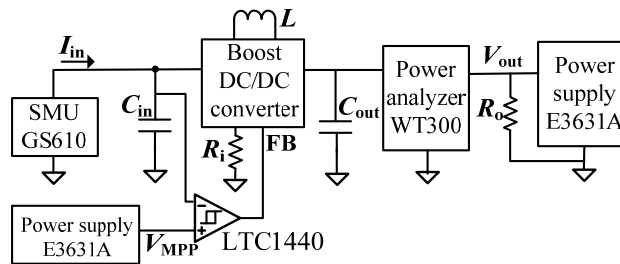 L
I_in
Boost
DC/DC
converter
V_out
SMU
GS610
C_in
C_out
Power
analyzer
WT300
R_o
Power
supply
E3631A
R_i
FB
Power supply
E3631A
V_MPP
-
+
LTC1440